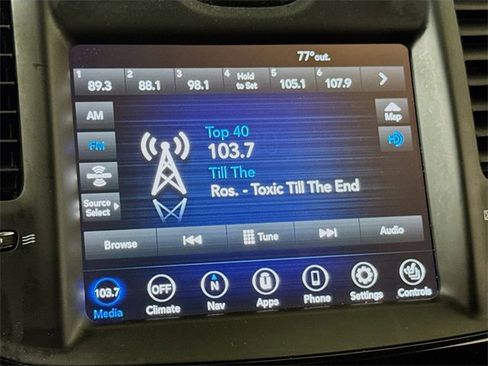 77°out.
1 89.3 2 88.1 3 98.1 4 Hold to Set 5 105.1 6 107.9
AM
FM
Source Select
Top 40
103.7
Till The
Ros. - Toxic Till The End
Map
HD
Browse Tune Audio
103.7 OFF N
Media Climate Nav Apps Phone Settings Controls